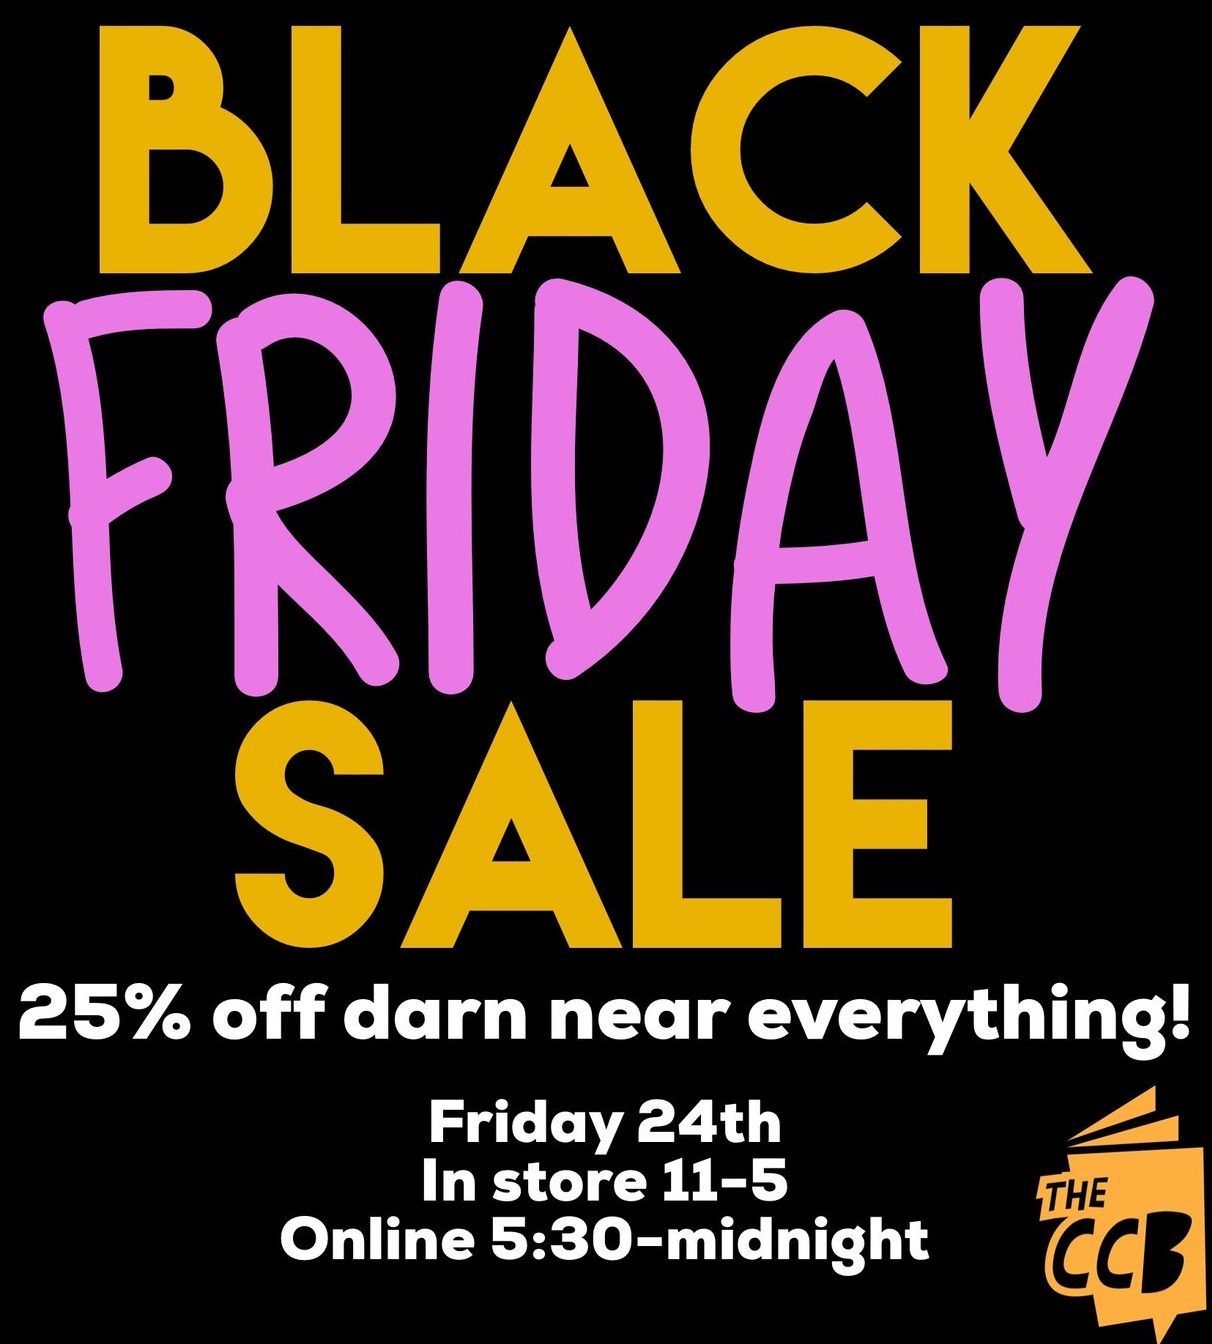 BLACK
FRIDAY
SALE
25% off darn near everything!
Friday 24th
In store 11-5
Online 5:30-midnight
THE
CCB